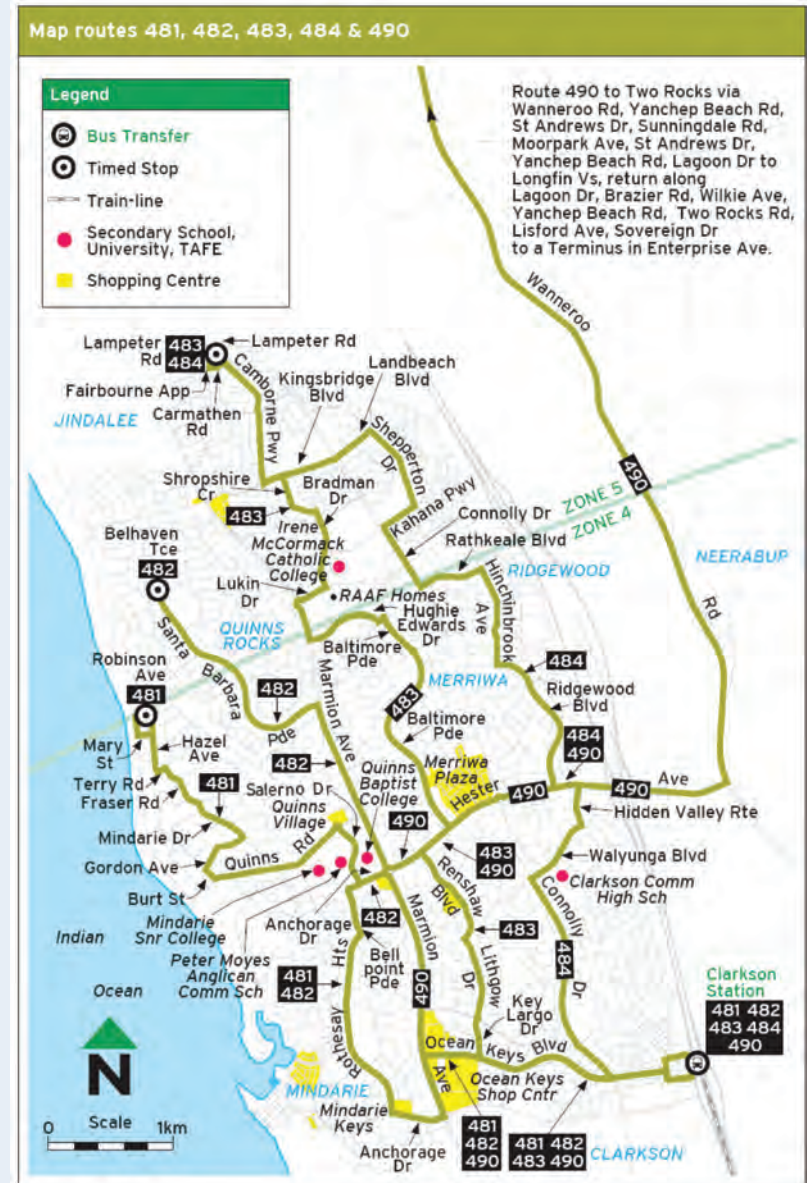 Map routes 481, 482, 483, 484 & 490
Legend
Bus Transfer
Timed Stop
Train-line
Secondary School,
University, TAFE
Shopping Centre
Route 490 to Two Rocks via
Wanneroo Rd, Yanchep Beach Rd,
St Andrews Dr, Sunningdale Rd,
Moorpark Ave, St Andrews Dr,
Yanchep Beach Rd, Lagoon Dr to
Longfin Vs, return along
Lagoon Dr, Brazier Rd, Wilkie Ave,
Yanchep Beach Rd, Two Rocks Rd,
Lisford Ave, Sovereign Dr
to a Terminus in Enterprise Ave.
Wanneroo
Rd
490
Lampeter
Rd
483
484
Lampeter Rd
Fairbourne App
Carmathen
Rd
Camborne Pwy
Kingsbridge
Blvd
Landbeach
Blvd
JINDALEE
Shepperton
Dr
Shropshire
Cr
Bradman
Dr
Kahana Pwy
483
Irene
McCormack
Catholic
College
Connolly Dr
ZONE 5
ZONE 4
Rathkeale Blvd
RIDGEWOOD
NEERABUP
Belhaven
Tce
482
Lukin
Dr
RAAF Homes
Hinchinbrook
Ave
QUINNS
ROCKS
Hughie
Edwards
Dr
Baltimore
Pde
Santa
Barbara
Pde
Robinson
Ave
481
482
Marmion Ave
MERRIWA
484
483
Baltimore
Pde
Ridgewood
Blvd
Mary
St
Hazel
Ave
482
Merriwa
Plaza
484
490
Terry Rd
Fraser Rd
481
Salerno Dr
Quinns
Village
Quinns
Baptist
College
Hester
490
490
Ave
Hidden Valley Rte
Mindarie Dr
490
Gordon Ave
Quinns
Rd
483
490
Walyunga Blvd
Burt St
Renshaw
Blvd
Clarkson Comm
High Sch
Mindarie
Snr College
Anchorage
Dr
482
Connolly
Dr
Indian
Ocean
Peter Moyes
Anglican
Comm Sch
Bell
point
Pde
Marmion
Ave
483
Lithgow
Dr
484
481
482
Rothesay
Hts
490
Key
Largo
Dr
Clarkson
Station
481 482
483 484
490
Ocean
Keys
Blvd
N
MINDARIE
Ocean Keys
Shop Cntr
Scale
0
1km
Mindarie
Keys
Anchorage
Dr
481
482
490
481 482
483 490
CLARKSON